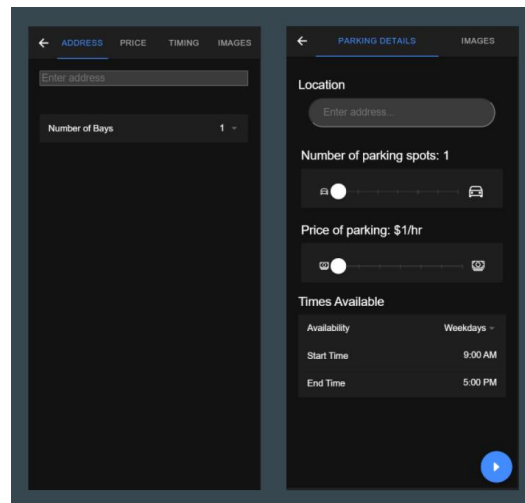 ADDRESS PRICE TIMING IMAGES
Enter address
Number of Bays 1
PARKING DETAILS IMAGES
Location
Enter address...
Number of parking spots: 1
Price of parking: $1/hr
Times Available
Availability Weekdays
Start Time 9:00 AM
End Time 5:00 PM